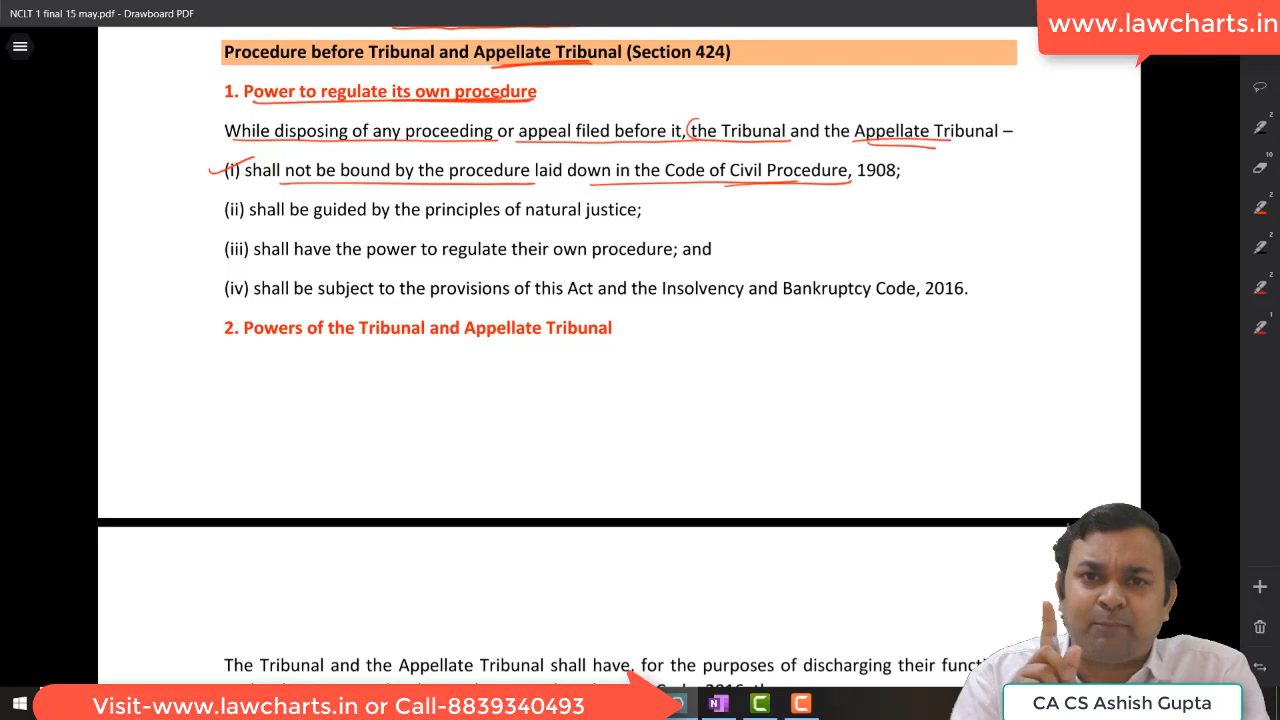 NCLT 1 final 15 may.pdf - Drawboard PDF
www.lawcharts.in
Procedure before Tribunal and Appellate Tribunal (Section 424)
1. Power to regulate its own procedure
While disposing of any proceeding or appeal filed before it, the Tribunal and the Appellate Tribunal –
(i) shall not be bound by the procedure laid down in the Code of Civil Procedure, 1908;
(ii) shall be guided by the principles of natural justice;
(iii) shall have the power to regulate their own procedure; and
(iv) shall be subject to the provisions of this Act and the Insolvency and Bankruptcy Code, 2016.
2. Powers of the Tribunal and Appellate Tribunal
The Tribunal and the Appellate Tribunal shall have, for the purposes of discharging their
Visit-www.lawcharts.in or Call-8839340493
CA CS Ashish Gupta